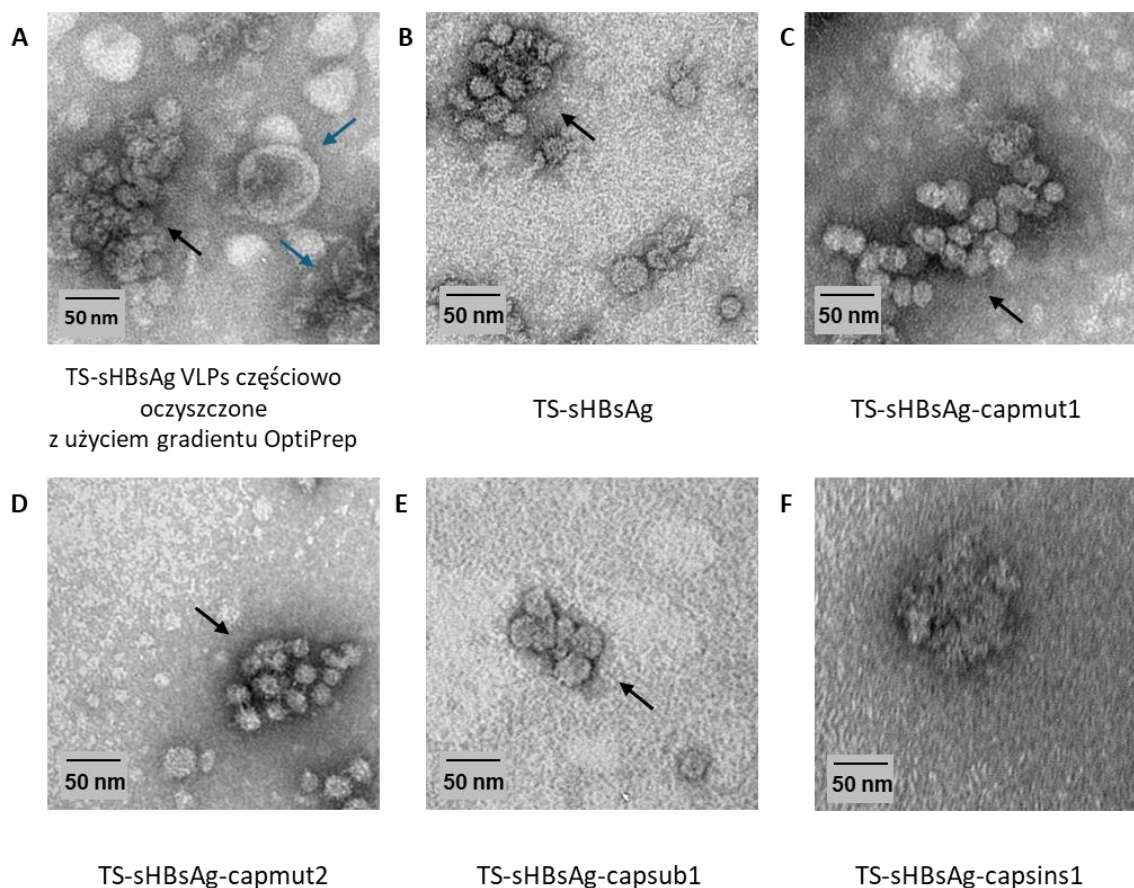 A
B
C
50 nm
50 nm
50 nm
TS-sHBsAg VLPs częściowo
oczyszczone
z użyciem gradientu OptiPrep
TS-sHBsAg
TS-sHBsAg-capmut1
D
E
F
50 nm
50 nm
50 nm
TS-sHBsAg-capmut2
TS-sHBsAg-capsub1
TS-sHBsAg-capsins1